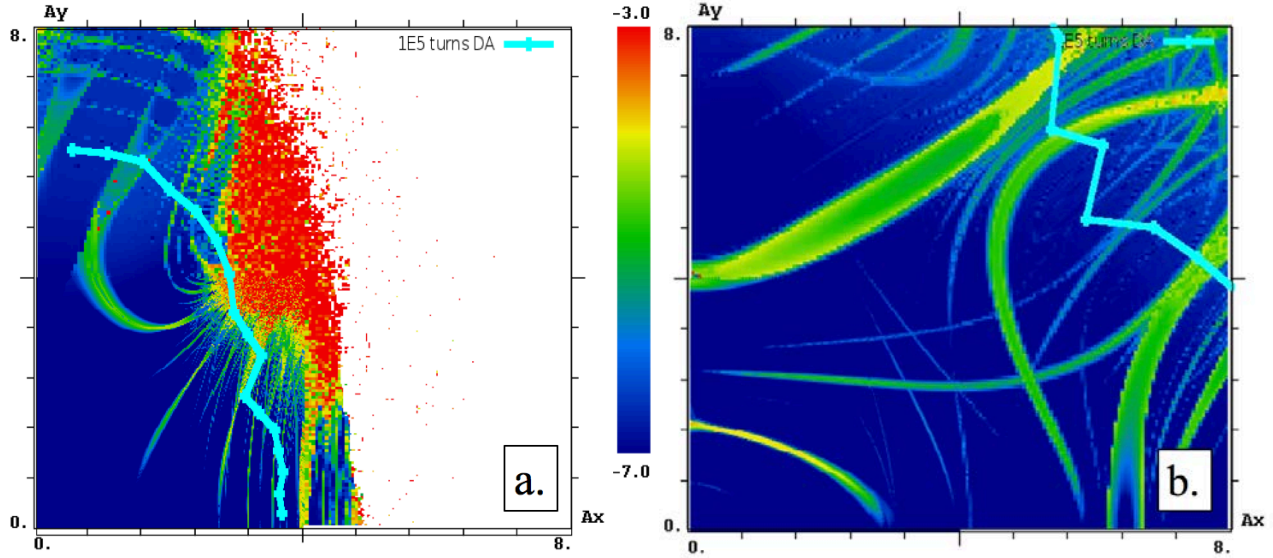 Ay
8.
1E5 turns DA
a.
0.
0.
8.
Ax
-3.0
-7.0
Ay
8.
E5 turns DA
b.
0.
0.
8.
Ax